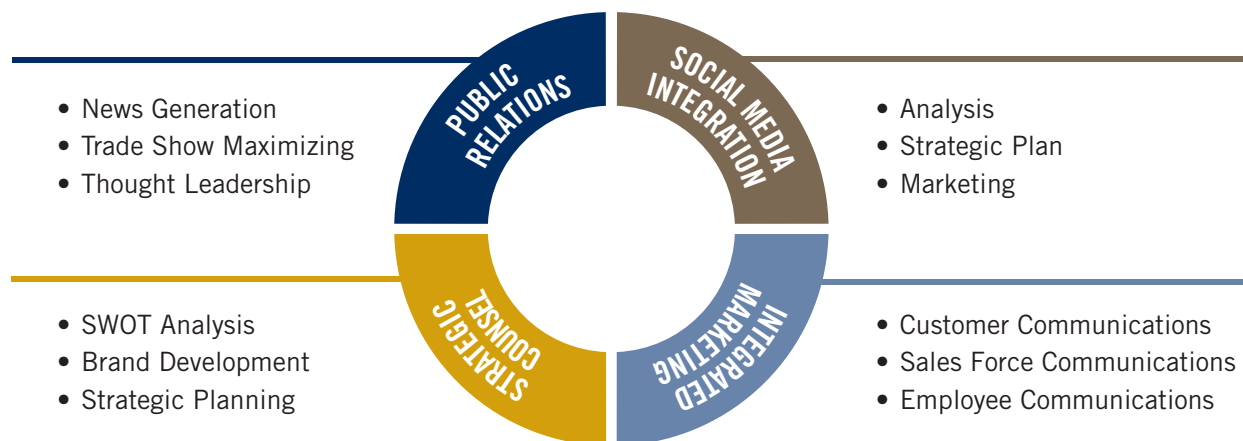 PUBLIC
RELATIONS
• News Generation
• Trade Show Maximizing
• Thought Leadership
SOCIAL MEDIA
INTEGRATION
• Analysis
• Strategic Plan
• Marketing
STRATEGIC
COUNSEL
• SWOT Analysis
• Brand Development
• Strategic Planning
INTEGRATED
MARKETING
• Customer Communications
• Sales Force Communications
• Employee Communications